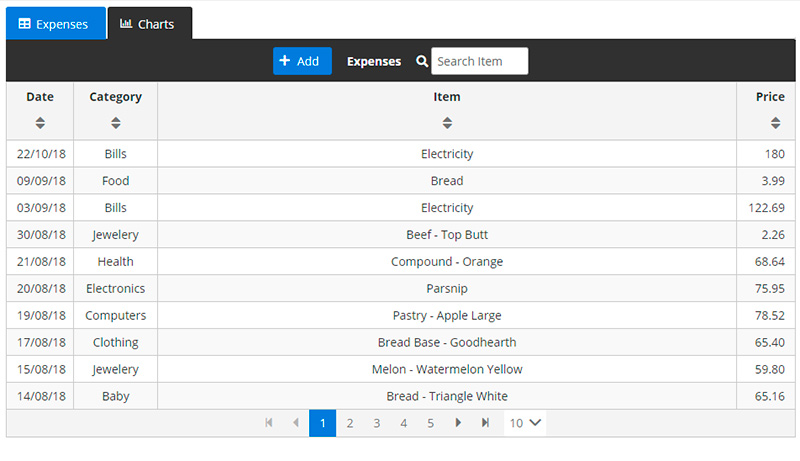 Expenses Charts
Add Expenses Search Item
Date Category Item Price
22/10/18 Bills Electricity 180
09/09/18 Food Bread 3.99
03/09/18 Bills Electricity 122.69
30/08/18 Jewelery Beef - Top Butt 2.26
21/08/18 Health Compound - Orange 68.64
20/08/18 Electronics Parsnip 75.95
19/08/18 Computers Pastry - Apple Large 78.52
17/08/18 Clothing Bread Base - Goodhearth 65.40
15/08/18 Jewelery Melon - Watermelon Yellow 59.80
14/08/18 Baby Bread - Triangle White 65.16
1 2 3 4 5 10